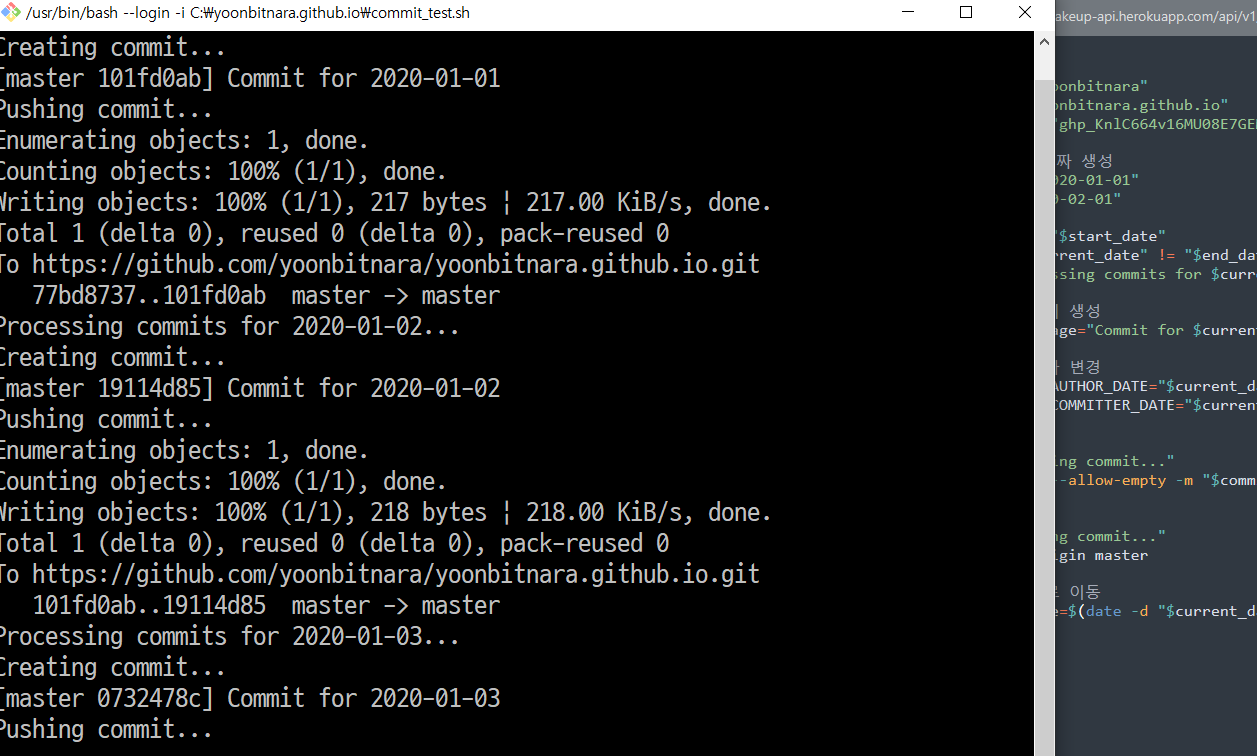 /usr/bin/bash --login -i C:₩yoonbitnara.github.io₩commit_test.sh
Creating commit...
[master 101fd0ab] Commit for 2020-01-01
Pushing commit...
Enumerating objects: 1, done.
Counting objects: 100% (1/1), done.
Writing objects: 100% (1/1), 217 bytes ¦ 217.00 KiB/s, done.
Total 1 (delta 0), reused 0 (delta 0), pack-reused 0
To https://github.com/yoonbitnara/yoonbitnara.github.io.git
77bd8737..101fd0ab  master -> master
Processing commits for 2020-01-02...
Creating commit...
[master 19114d85] Commit for 2020-01-02
Pushing commit...
Enumerating objects: 1, done.
Counting objects: 100% (1/1), done.
Writing objects: 100% (1/1), 218 bytes ¦ 218.00 KiB/s, done.
Total 1 (delta 0), reused 0 (delta 0), pack-reused 0
To https://github.com/yoonbitnara/yoonbitnara.github.io.git
101fd0ab..19114d85  master -> master
Processing commits for 2020-01-03...
Creating commit...
[master 0732478c] Commit for 2020-01-03
Pushing commit...
akeup-api.herokuapp.com/api/v1
oonbitnara"
onbitnara.github.io"
"ghp_KnlC664v16MU08E7GE
짜 생성
020-01-01"
0-02-01"
"$start_date"
rrent_date" != "$end_da
ssing commits for $curr
생성
age="Commit for $curren
변경
AUTHOR_DATE="$current_d
COMMITTER_DATE="$curren
ing commit..."
--allow-empty -m "$comm
ng commit..."
igin master
로 이동
e=$(date -d "$current_d